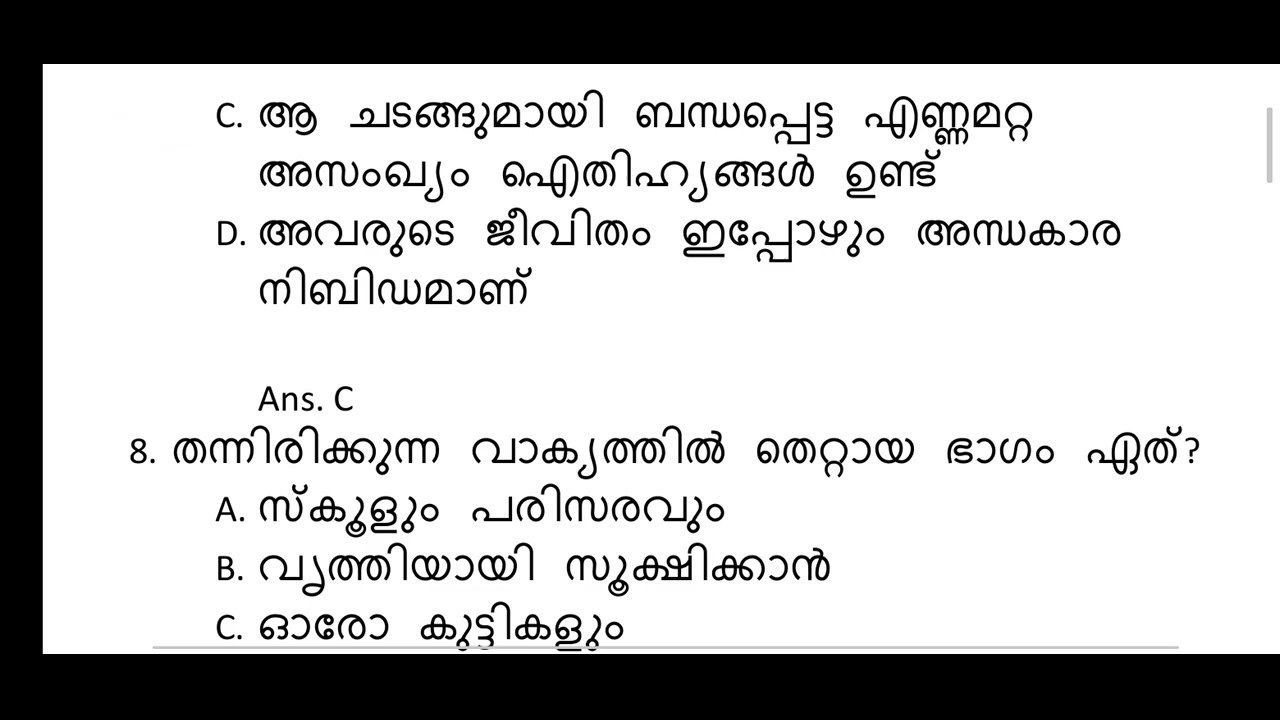 C. ആ ചടങ്ങുമായി ബന്ധപ്പെട്ട എണ്ണമറ്റ
അസംഖ്യം ഐതിഹ്യങ്ങൾ ഉണ്ട്
D. അവരുടെ ജീവിതം ഇപ്പോഴും അന്ധകാര
നിബിഡമാണ്
Ans. C
8. തന്നിരിക്കുന്ന വാക്യത്തിൽ തെറ്റായ ഭാഗം ഏത്?
A. സ്കൂളും പരിസരവും
B. വൃത്തിയായി സൂക്ഷിക്കാൻ
C. ഓരോ കുട്ടികളും